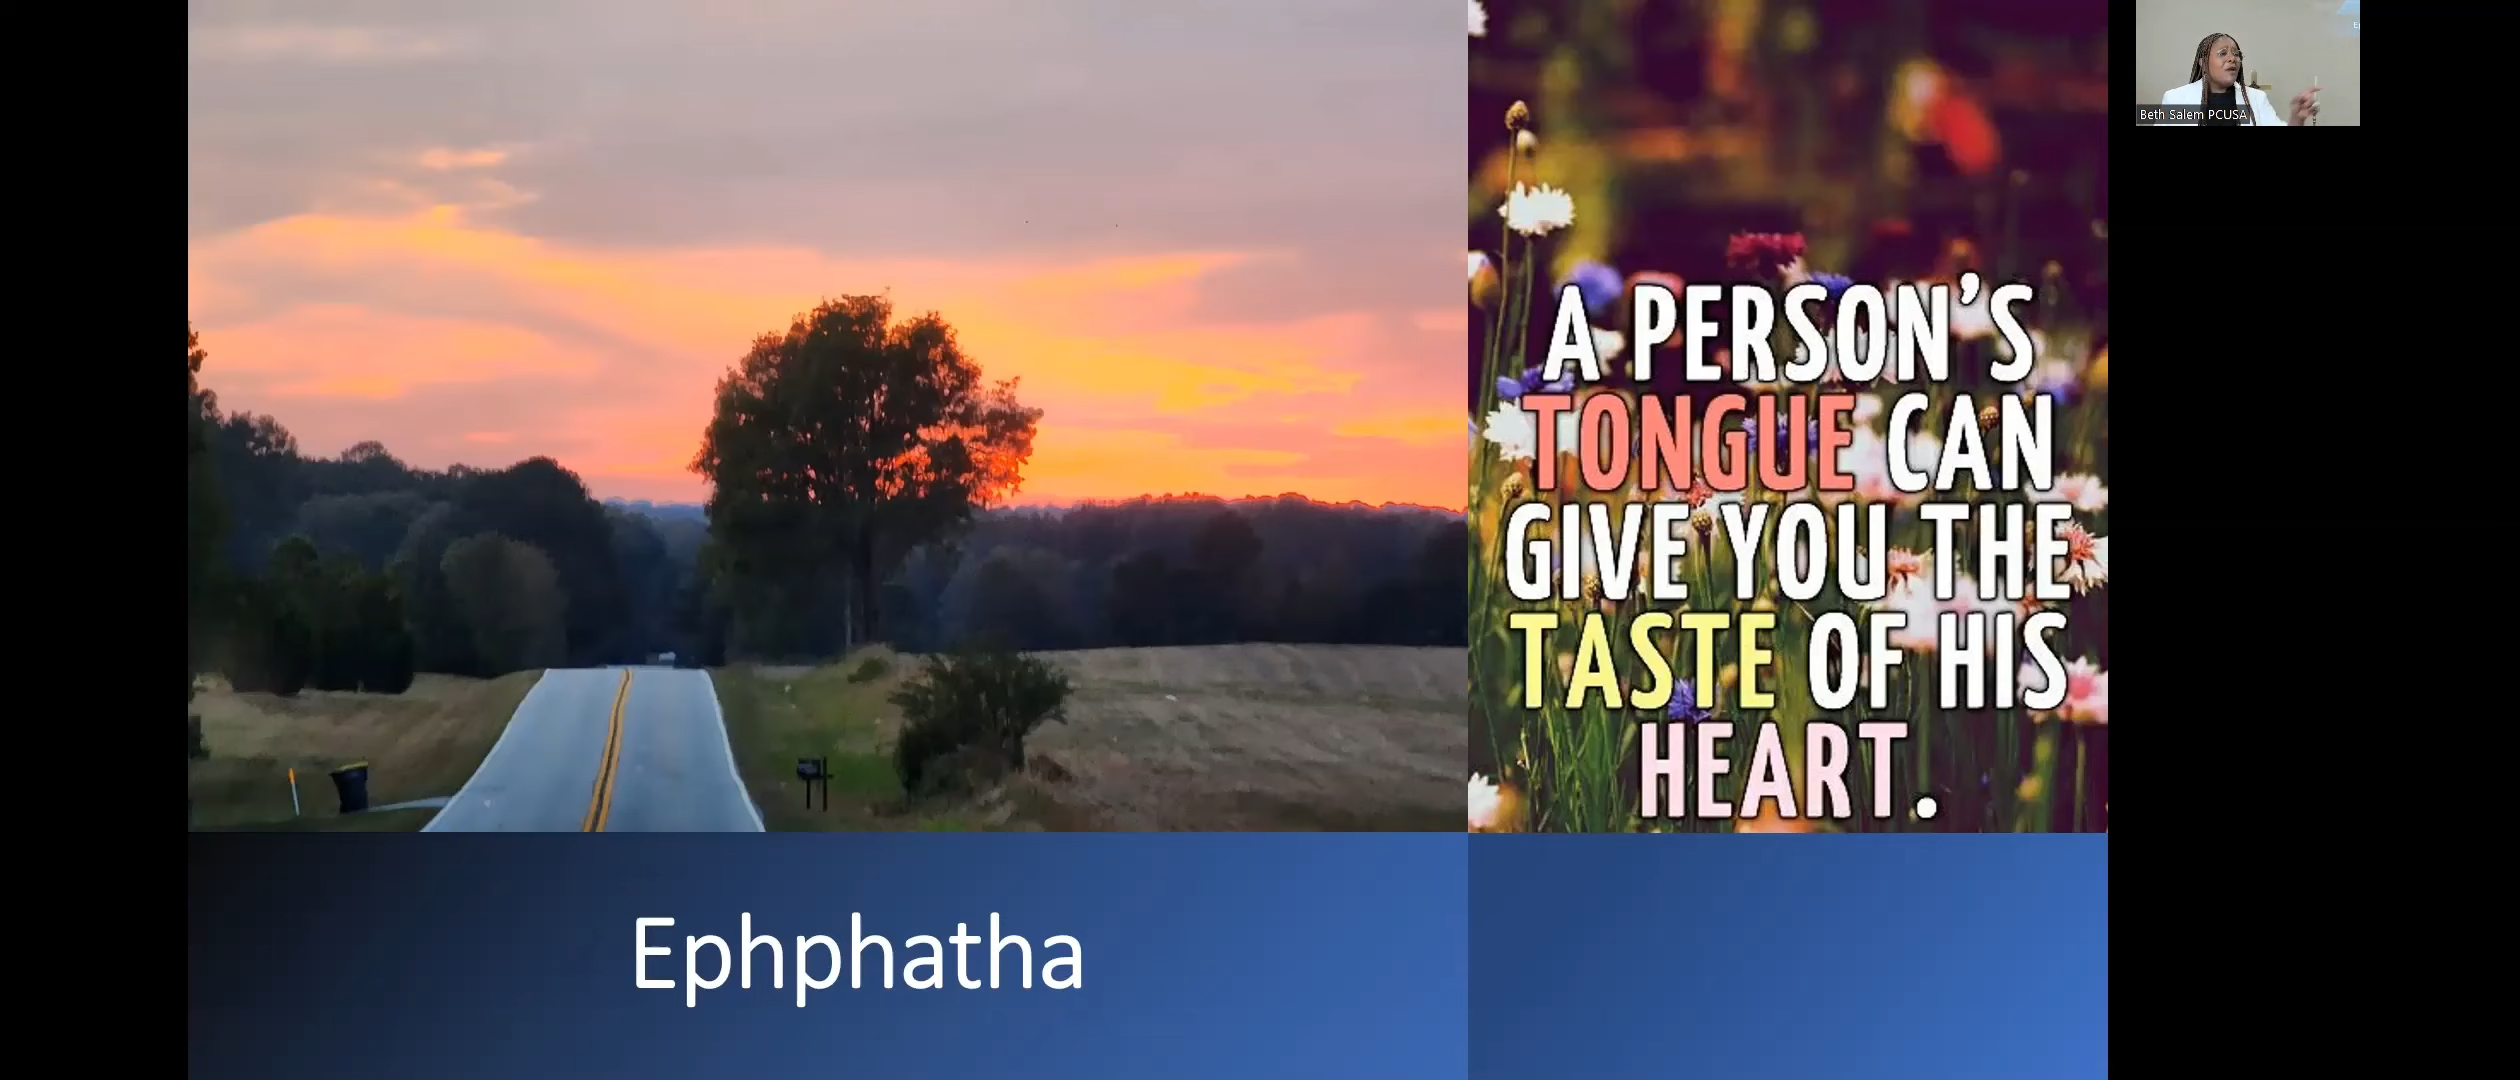 A PERSON'S
TONGUE CAN
GIVE YOU THE
TASTE OF HIS
HEART.
Ephphatha
Beth Salem PCUSA